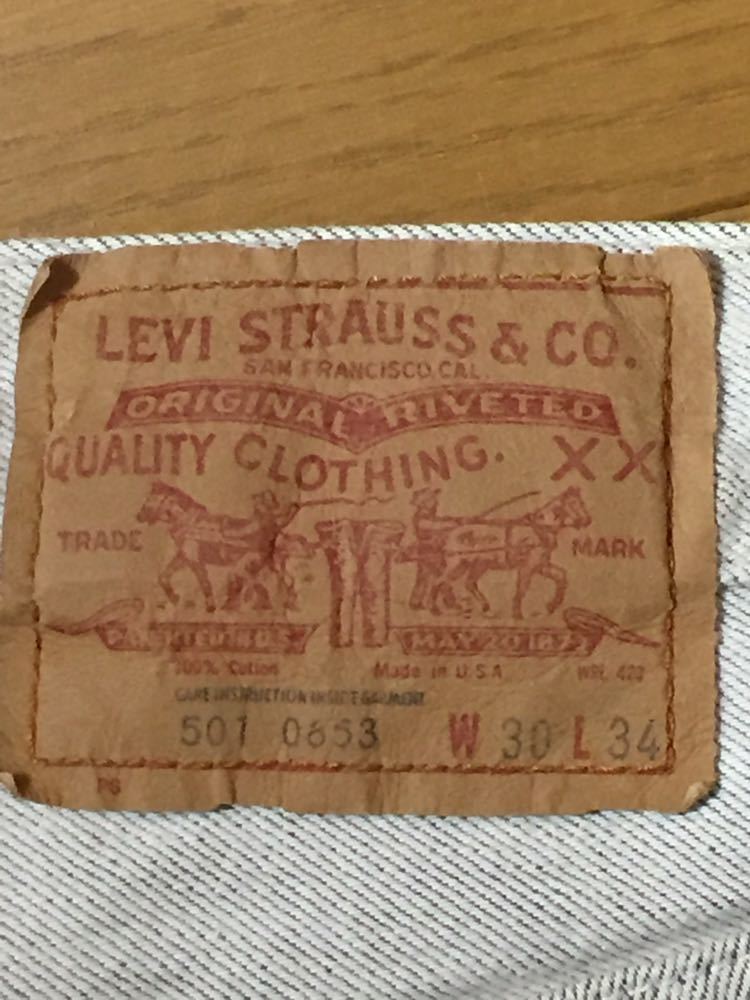 LEVI STRAUSS & CO.
SAN FRANCISCO, CAL.
ORIGINAL RIVETED
QUALITY CLOTHING. XX
TRADE MARK
PATENTED IN U.S. MAY 20 1873
100% Cotton Made in U.S.A. WPL 423
CARE INSTRUCTION INSIDE GARMENT
501 0653 W 30 L 34